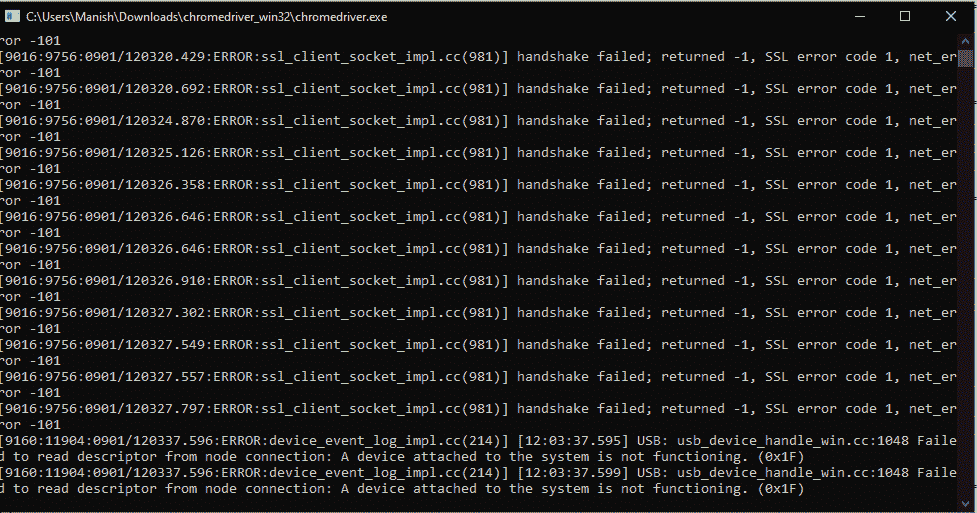 C:\Users\Manish\Downloads\chromedriver_win32\chromedriver.exe
ror -101
[9016:9756:0901/120320.429:ERROR:ssl_client_socket_impl.cc(981)] handshake failed; returned -1, SSL error code 1, net_er
ror -101
[9016:9756:0901/120320.692:ERROR:ssl_client_socket_impl.cc(981)] handshake failed; returned -1, SSL error code 1, net_er
ror -101
[9016:9756:0901/120324.870:ERROR:ssl_client_socket_impl.cc(981)] handshake failed; returned -1, SSL error code 1, net_er
ror -101
[9016:9756:0901/120325.126:ERROR:ssl_client_socket_impl.cc(981)] handshake failed; returned -1, SSL error code 1, net_er
ror -101
[9016:9756:0901/120326.358:ERROR:ssl_client_socket_impl.cc(981)] handshake failed; returned -1, SSL error code 1, net_er
ror -101
[9016:9756:0901/120326.646:ERROR:ssl_client_socket_impl.cc(981)] handshake failed; returned -1, SSL error code 1, net_er
ror -101
[9016:9756:0901/120326.646:ERROR:ssl_client_socket_impl.cc(981)] handshake failed; returned -1, SSL error code 1, net_er
ror -101
[9016:9756:0901/120326.910:ERROR:ssl_client_socket_impl.cc(981)] handshake failed; returned -1, SSL error code 1, net_er
ror -101
[9016:9756:0901/120327.302:ERROR:ssl_client_socket_impl.cc(981)] handshake failed; returned -1, SSL error code 1, net_er
ror -101
[9016:9756:0901/120327.549:ERROR:ssl_client_socket_impl.cc(981)] handshake failed; returned -1, SSL error code 1, net_er
ror -101
[9016:9756:0901/120327.557:ERROR:ssl_client_socket_impl.cc(981)] handshake failed; returned -1, SSL error code 1, net_er
ror -101
[9016:9756:0901/120327.797:ERROR:ssl_client_socket_impl.cc(981)] handshake failed; returned -1, SSL error code 1, net_er
ror -101
[9160:11904:0901/120337.596:ERROR:device_event_log_impl.cc(214)] [12:03:37.595] USB: usb_device_handle_win.cc:1048 Faile
d to read descriptor from node connection: A device attached to the system is not functioning. (0x1F)
[9160:11904:0901/120337.596:ERROR:device_event_log_impl.cc(214)] [12:03:37.599] USB: usb_device_handle_win.cc:1048 Faile
d to read descriptor from node connection: A device attached to the system is not functioning. (0x1F)